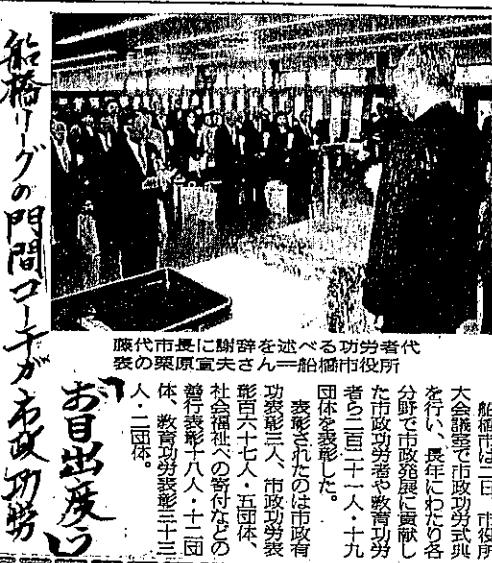 船橋リーグの門間コーチが市政功労
お目出度う
藤代市長に謝辞を述べる功労者代
表の栗原宣夫さん＝船橋市役所
船橋市は二日、市役所
大会議室で市政功労式典
を行い、長年にわたり各
分野で市政発展に貢献し
た市政功労者や教育功労
者ら二百二十一人・十九
団体を表彰した。
表彰されたのは市政有
功表彰三人、市政功労表
彰百六十七人・五団体、
社会福祉への寄付などの
善行表彰十八人・十二団
体、教育功労表彰三十三
人・二団体。